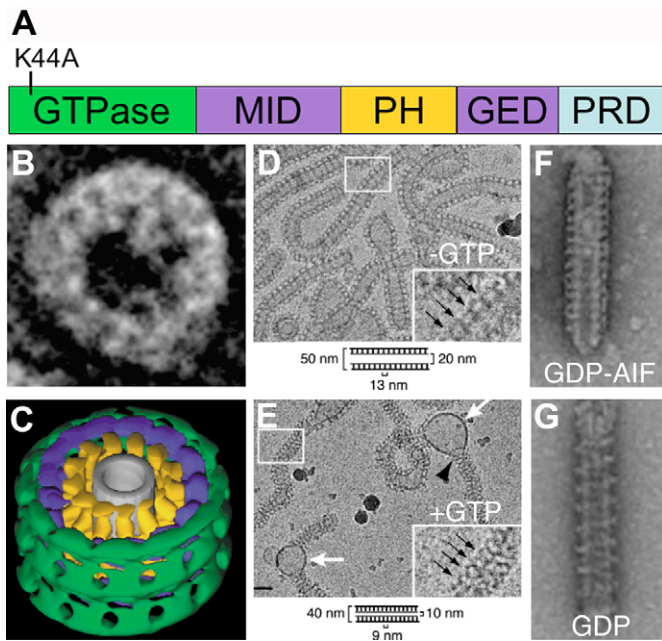 A
K44A
GTPase MID PH GED PRD
B
D
-GTP
50 nm 20 nm
13 nm
F
GDP-AlF
C
E
+GTP
40 nm 10 nm
9 nm
G
GDP